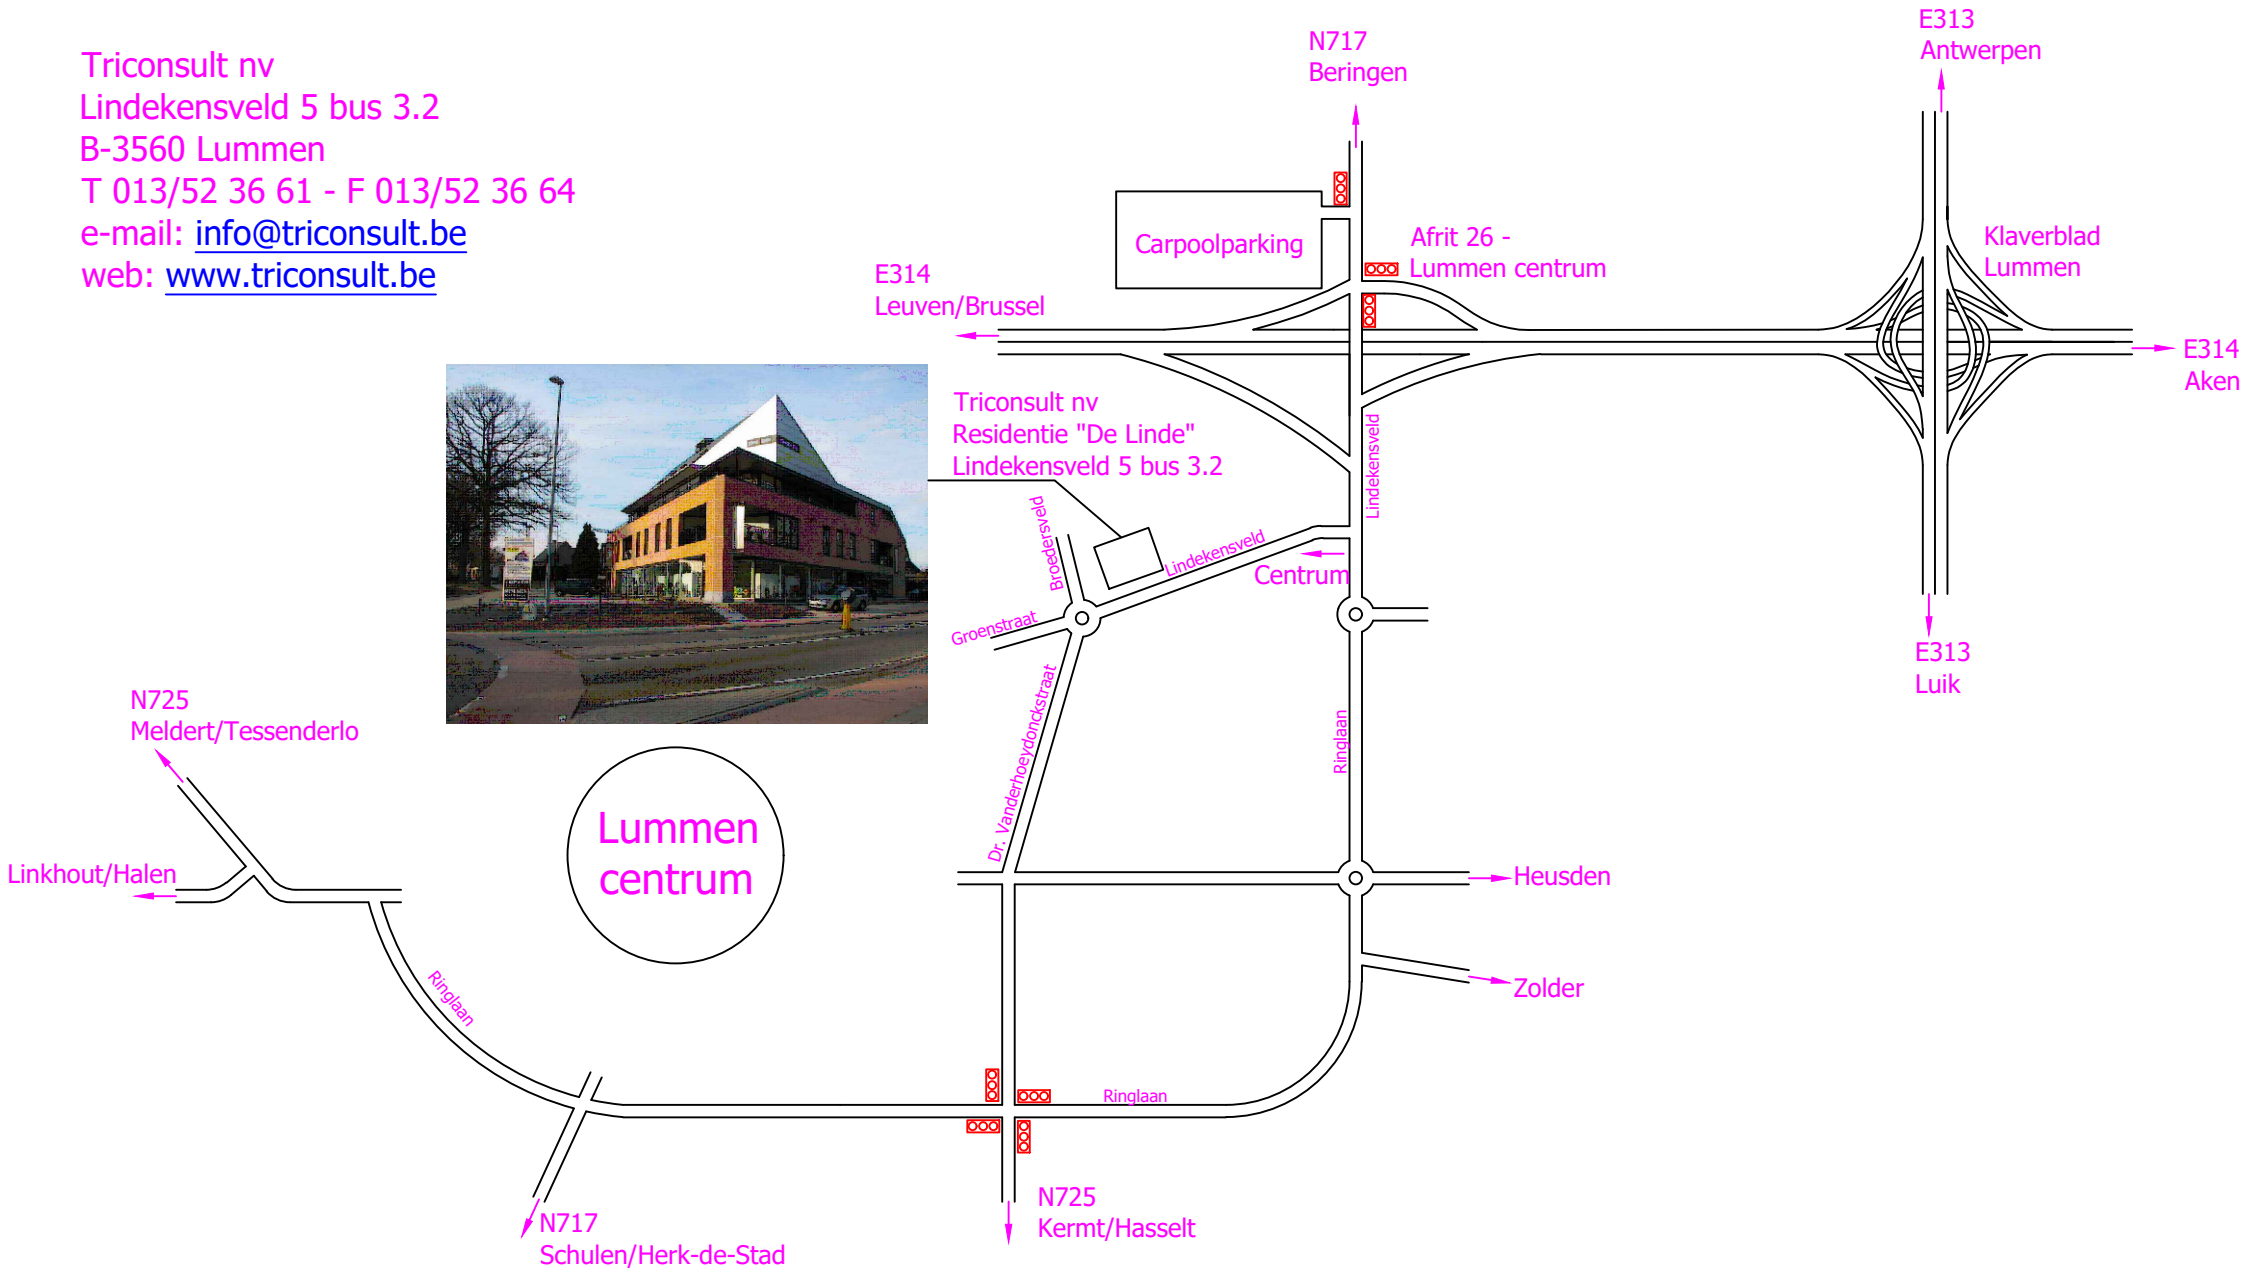 Triconsult nv
Lindekensveld 5 bus 3.2
B-3560 Lummen
T 013/52 36 61 - F 013/52 36 64
e-mail: info@triconsult.be
web: www.triconsult.be
N717
Beringen
E313
Antwerpen
Carpoolparking
Afrit 26 -
Lummen centrum
Klaverblad
Lummen
E314
Leuven/Brussel
E314
Aken
Triconsult nv
Residentie "De Linde"
Lindekensveld 5 bus 3.2
Lindekensveld
Broedersveld
Lindekensveld
Centrum
Groenstraat
E313
Luik
Dr. Vanderhoeydonckstraat
Ringlaan
N725
Meldert/Tessenderlo
Lummen
centrum
Linkhout/Halen
Heusden
Ringlaan
Zolder
Ringlaan
N725
Kermt/Hasselt
N717
Schulen/Herk-de-Stad